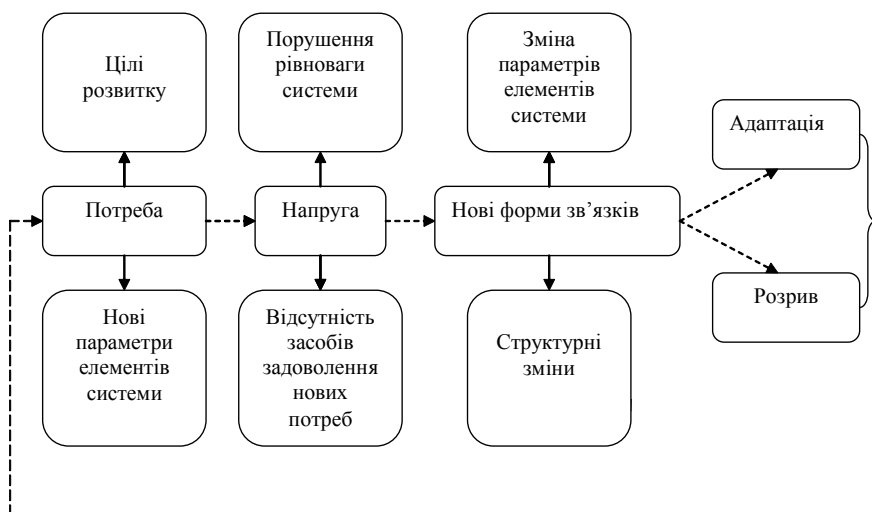 Цілі
розвитку
Порушення
рівноваги
системи
Зміна
параметрів
елементів
системи
Адаптація
Потреба
Напруга
Нові форми зв’язків
Розрив
Нові
параметри
елементів
системи
Відсутність
засобів
задоволення
нових
потреб
Структурні
зміни